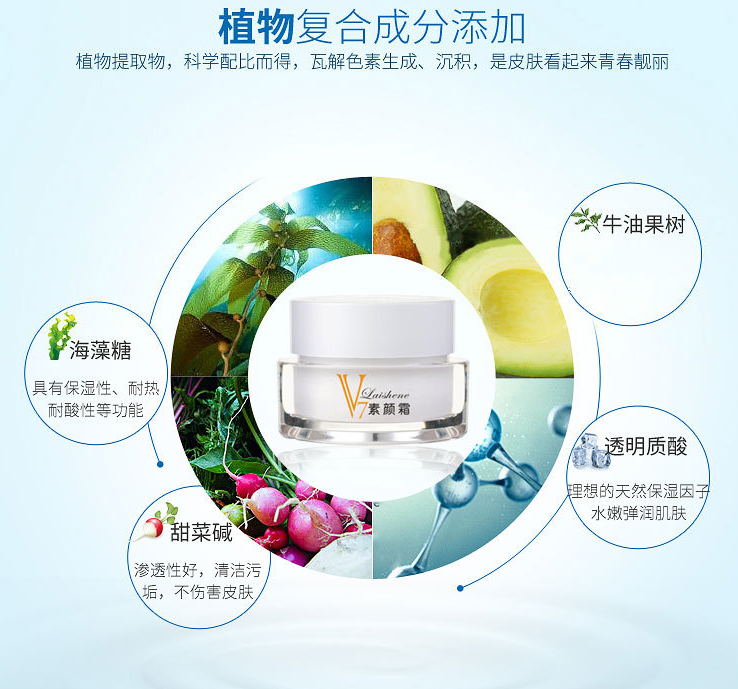 植物复合成分添加
植物提取物，科学配比而得，瓦解色素生成、沉积，是皮肤看起来青春靓丽
牛油果树
海藻糖
具有保湿性、耐热
耐酸性等功能
V7
Laishene
素颜霜
透明质酸
理想的天然保湿因子
水嫩弹润肌肤
甜菜碱
渗透性好，清洁污
垢，不伤害皮肤